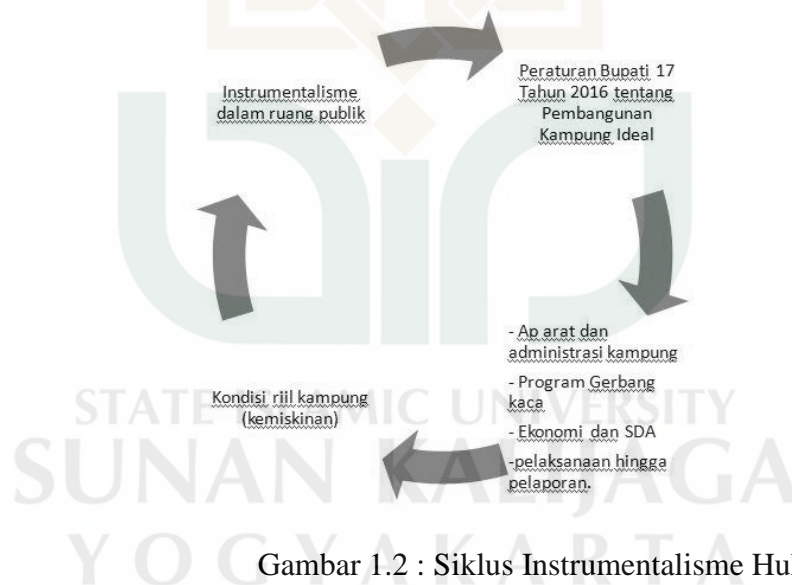 Instrumentalisme
dalam ruang publik
Peraturan Bupati 17
Tahun 2016 tentang
Pembangunan
Kampung Ideal
- Ap arat dan
administrasi kampung
- Program Gerbang
kaca
- Ekonomi dan SDA
-pelaksanaan hingga
pelaporan.
Kondisi riil kampung
(kemiskinan)
STATE ISLAMIC UNIVERSITY
SUNAN KALIJAGA
YOGYAKARTA
Gambar 1.2 : Siklus Instrumentalisme